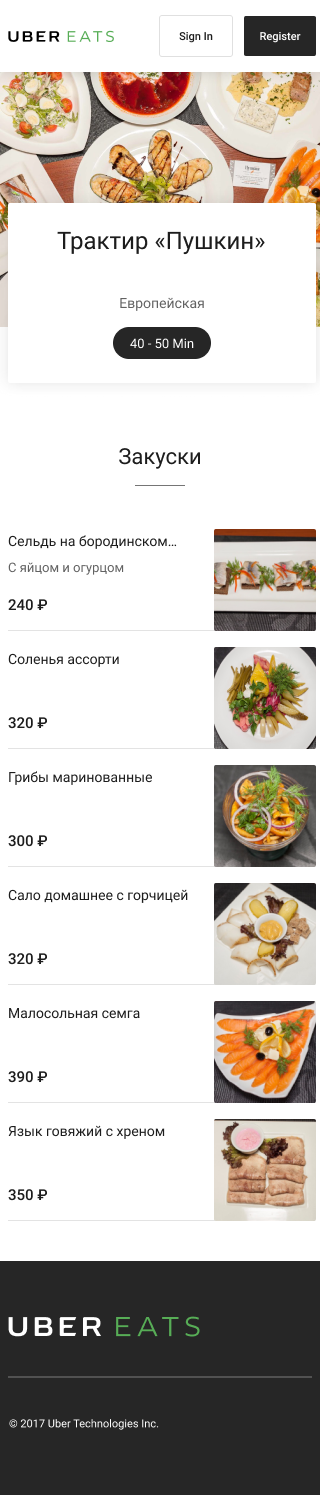 UBER EATS
Sign In
Register
Трактир «Пушкин»
Европейская
40 - 50 Min
Закуски
Сельдь на бородинском…
С яйцом и огурцом
240 ₽
Соленья ассорти
320 ₽
Грибы маринованные
300 ₽
Сало домашнее с горчицей
320 ₽
Малосольная семга
390 ₽
Язык говяжий с хреном
350 ₽
UBER EATS
© 2017 Uber Technologies Inc.